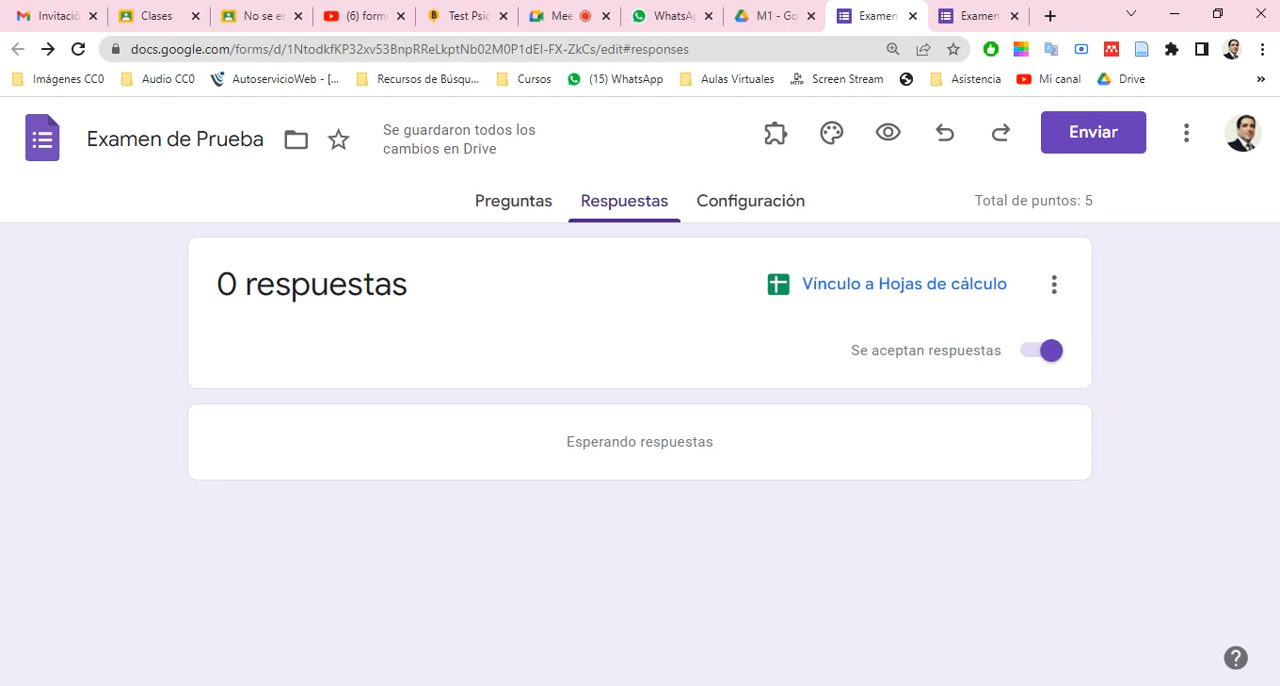 Invitació
Clases
No se er
(6) form
Test Psic
Mee
WhatsAp
M1 - Go
Examen
Examen
docs.google.com/forms/d/1NtodkfKP32xv53BnpRReLkptNb02M0P1dEI-FX-ZkCs/edit#responses
Imágenes CC0
Audio CC0
AutoservicioWeb - [...
Recursos de Búsqu...
Cursos
(15) WhatsApp
Aulas Virtuales
Screen Stream
Asistencia
Mi canal
Drive
»
Examen de Prueba
Se guardaron todos los
cambios en Drive
Enviar
Preguntas
Respuestas
Configuración
Total de puntos: 5
0 respuestas
Vínculo a Hojas de cálculo
Se aceptan respuestas
Esperando respuestas